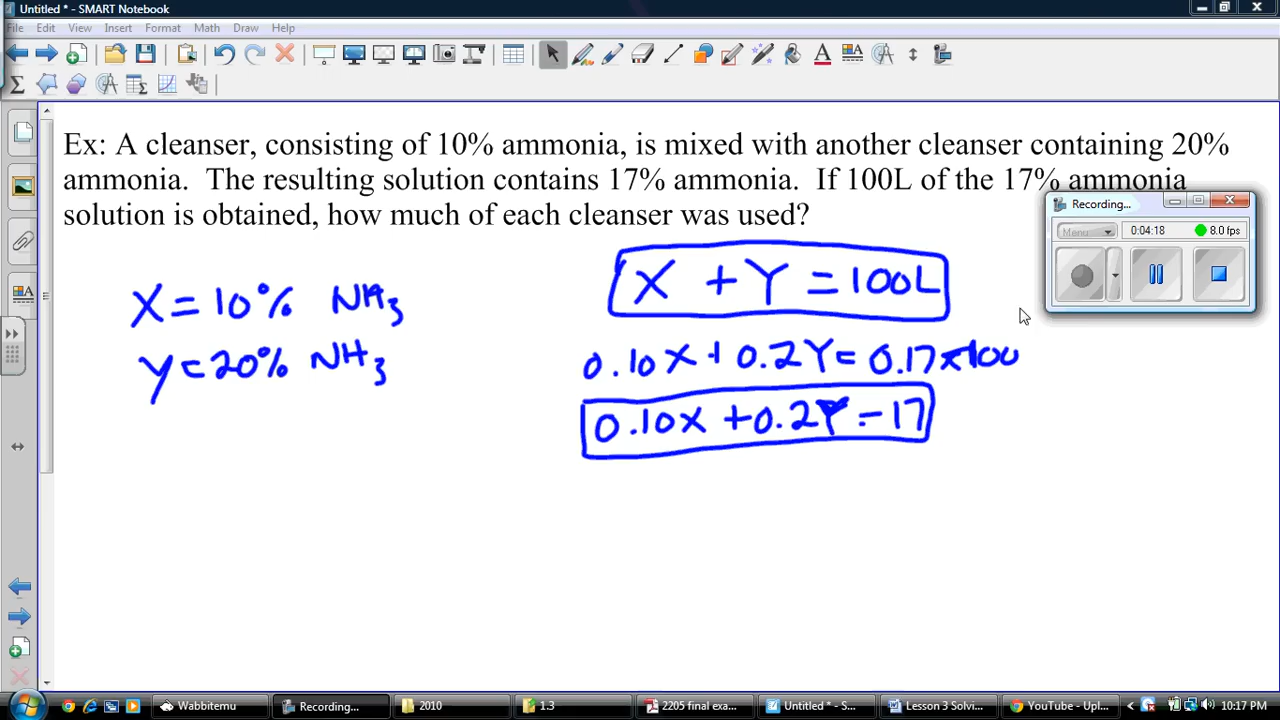 Untitled * - SMART Notebook
File Edit View Insert Format Math Draw Help
Ex: A cleanser, consisting of 10% ammonia, is mixed with another cleanser containing 20%
ammonia. The resulting solution contains 17% ammonia. If 100L of the 17% ammonia
solution is obtained, how much of each cleanser was used?
Recording...
Menu 0:04:18 8.0 fps
X + Y = 100L
X = 10% NH3
0.10X + 0.2Y = 0.17x100
Y = 20% NH3
0.10X + 0.2Y = 17
Wabbitemu Recording... 2010 1.3 2205 final exa... Untitled * - S... Lesson 3 Solvi... YouTube - Upl... 10:17 PM